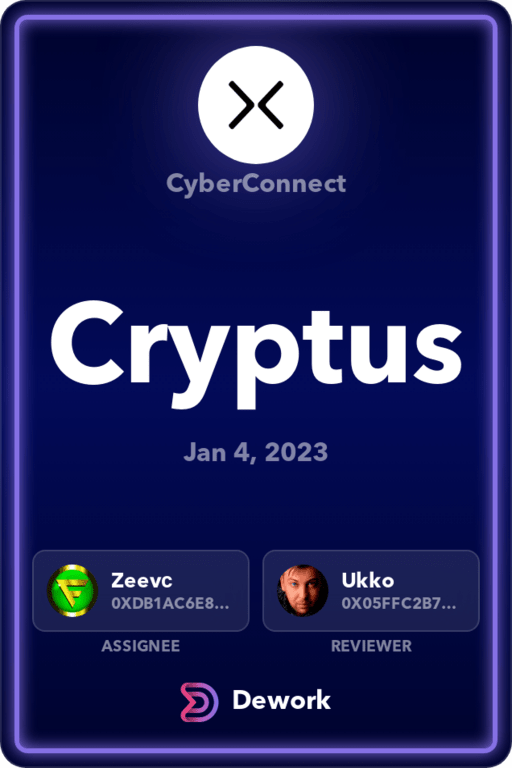 CyberConnect
Cryptus
Jan 4, 2023
Zeevc
0XDB1AC6E8...
ASSIGNEE
Ukko
0X05FFC2B7...
REVIEWER
Dework